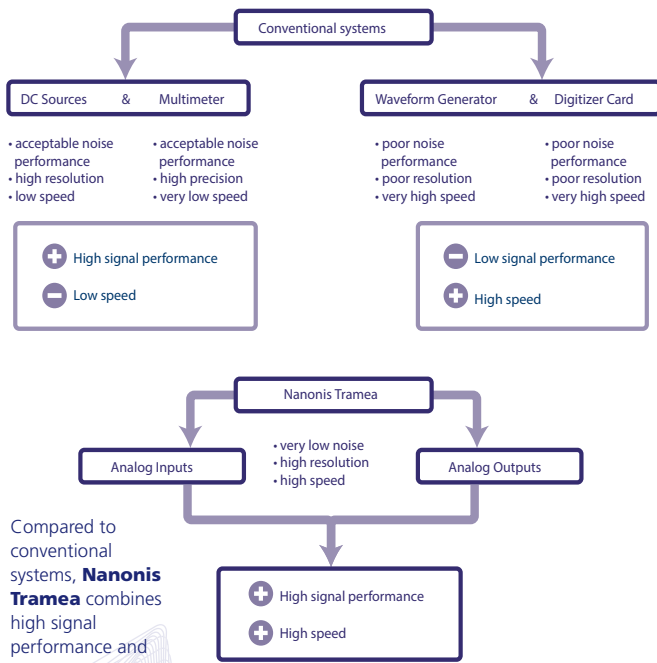 Conventional systems
DC Sources & Multimeter
• acceptable noise
performance
• high resolution
• low speed
• acceptable noise
performance
• high precision
• very low speed
Waveform Generator & Digitizer Card
• poor noise
performance
• poor resolution
• very high speed
• poor noise
performance
• poor resolution
• very high speed
High signal performance
Low speed
Low signal performance
High speed
Nanonis Tramea
Analog Inputs
• very low noise
• high resolution
• high speed
Analog Outputs
High signal performance
High speed
Compared to
conventional
systems, Nanonis
Tramea combines
high signal
performance and